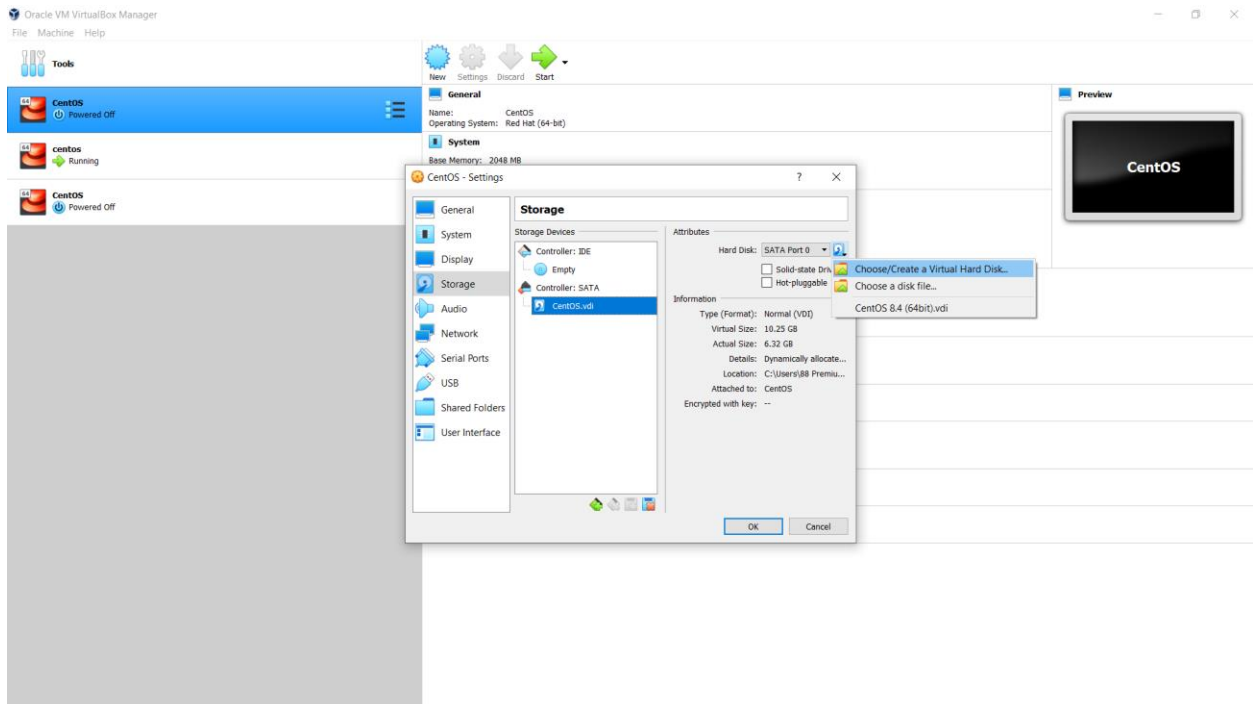 Oracle VM VirtualBox Manager
File Machine Help
Tools
New Settings Discard Start
64
CentOS
Powered Off
64
centos
Running
64
CentOS
Powered Off
General
Name: CentOS
Operating System: Red Hat (64-bit)
System
Base Memory: 2048 MB
Preview
CentOS
CentOS - Settings
? ×
General
System
Display
Storage
Audio
Network
Serial Ports
USB
Shared Folders
User Interface
Storage
Storage Devices
Controller: IDE
Empty
Controller: SATA
CentOS.vdi
Attributes
Hard Disk: SATA Port 0
Solid-state Driv
Hot-pluggable
Choose/Create a Virtual Hard Disk...
Choose a disk file...
CentOS 8.4 (64bit).vdi
Information
Type (Format): Normal (VDI)
Virtual Size: 10.25 GB
Actual Size: 6.32 GB
Details: Dynamically allocate...
Location: C:\Users\88 Premiu...
Attached to: CentOS
Encrypted with key: --
OK
Cancel